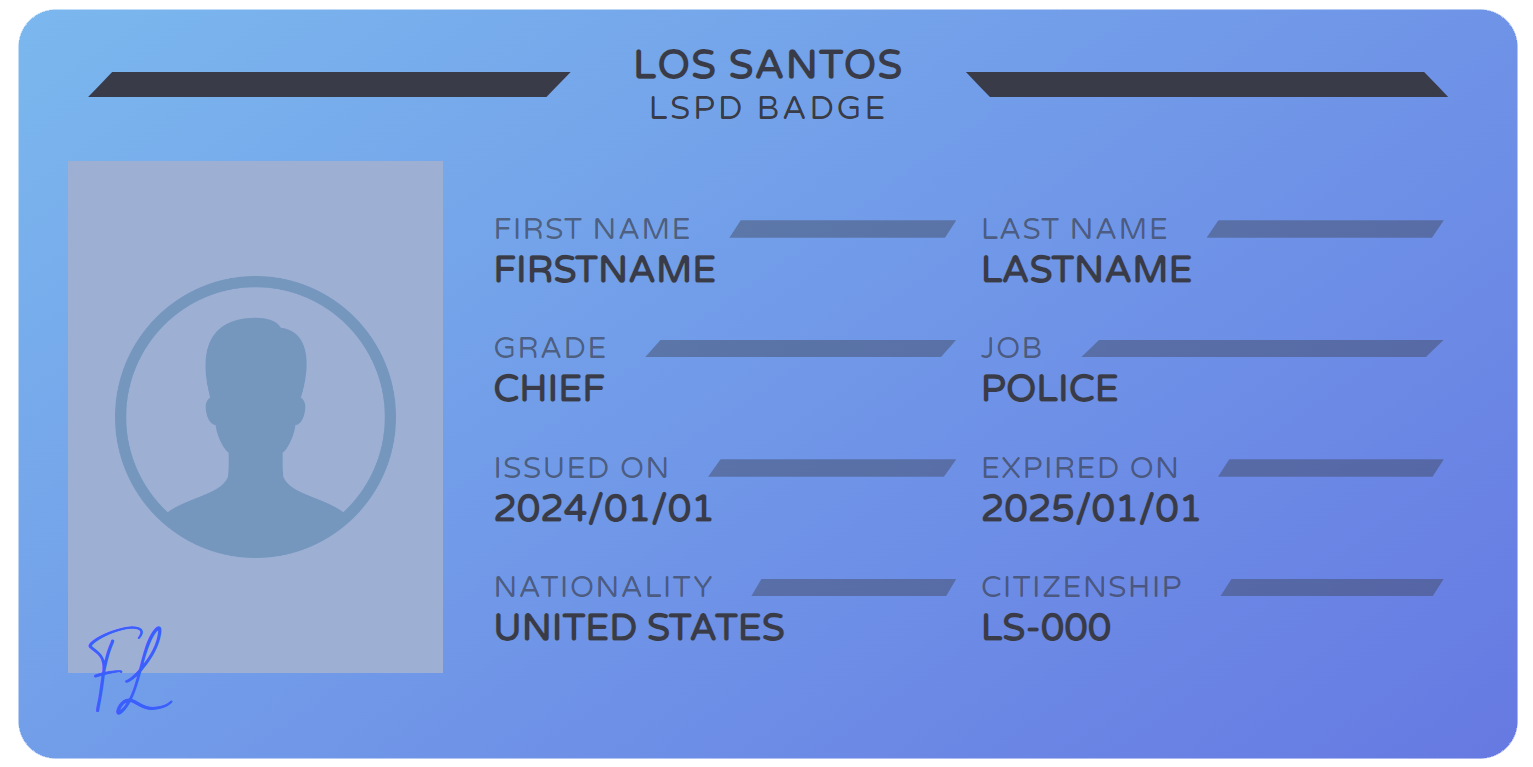 LOS SANTOS
LSPD BADGE
FIRST NAME LAST NAME
FIRSTNAME LASTNAME
GRADE JOB
CHIEF POLICE
ISSUED ON EXPIRED ON
2024/01/01 2025/01/01
NATIONALITY CITIZENSHIP
UNITED STATES LS-000
FL